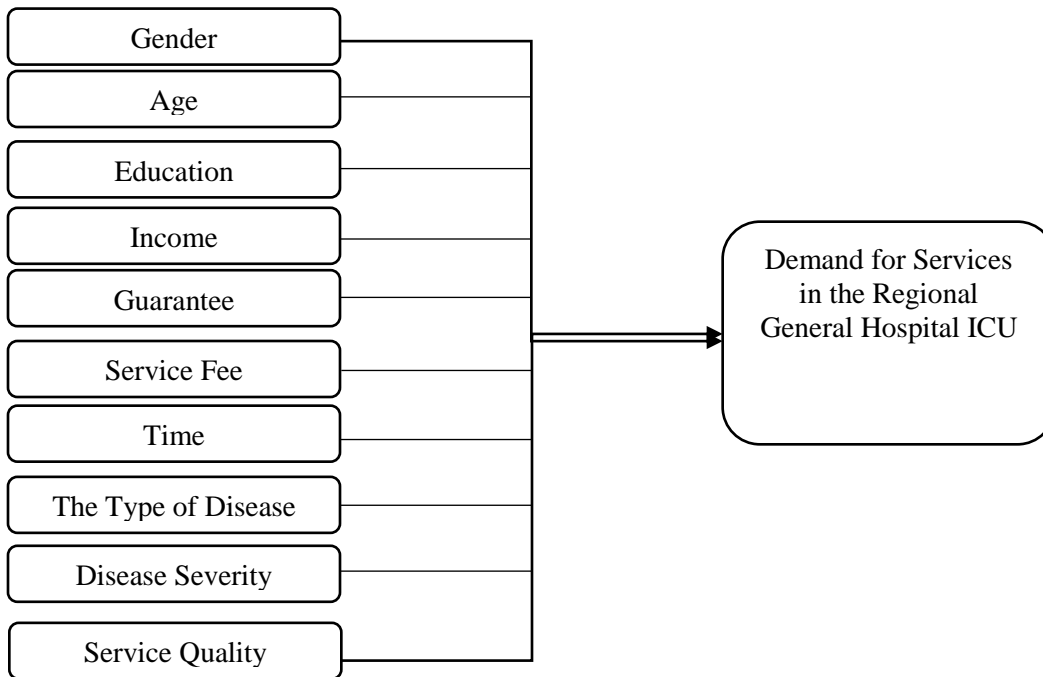 Gender
Age
Education
Income
Guarantee
Service Fee
Time
The Type of Disease
Disease Severity
Service Quality
Demand for Services
in the Regional
General Hospital ICU